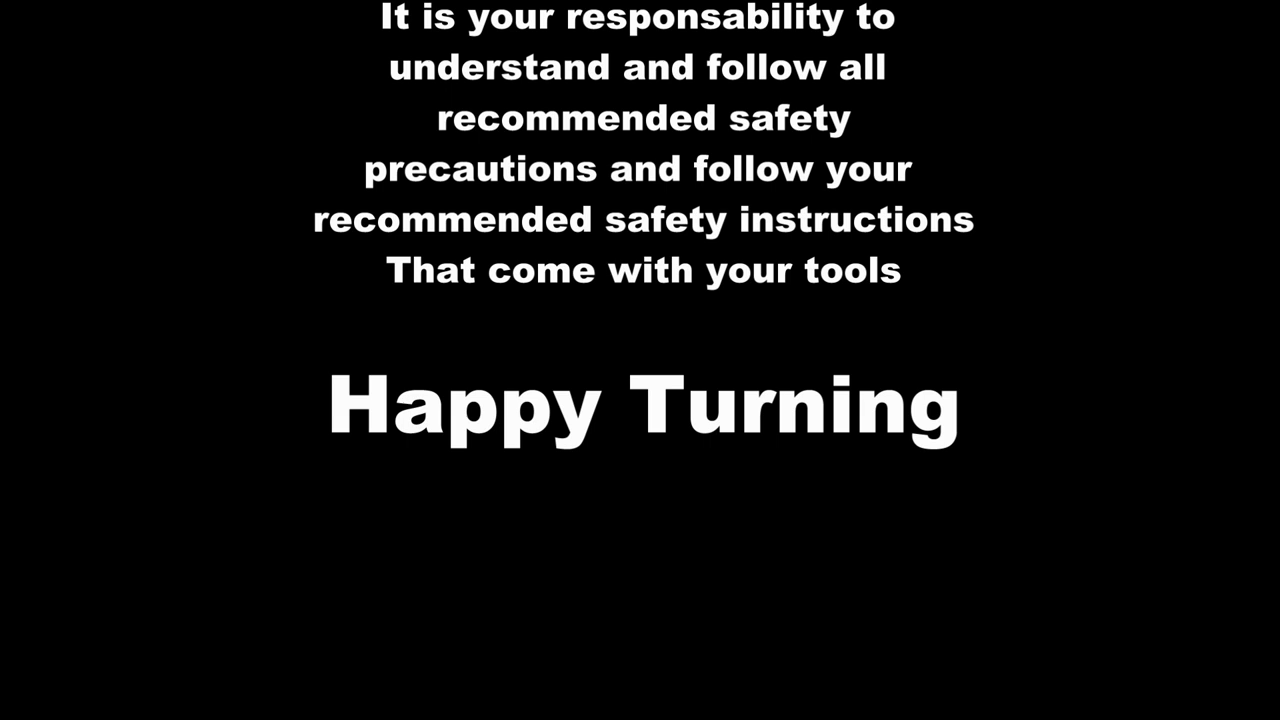 It is your responsability to
understand and follow all
recommended safety
precautions and follow your
recommended safety instructions
That come with your tools
Happy Turning